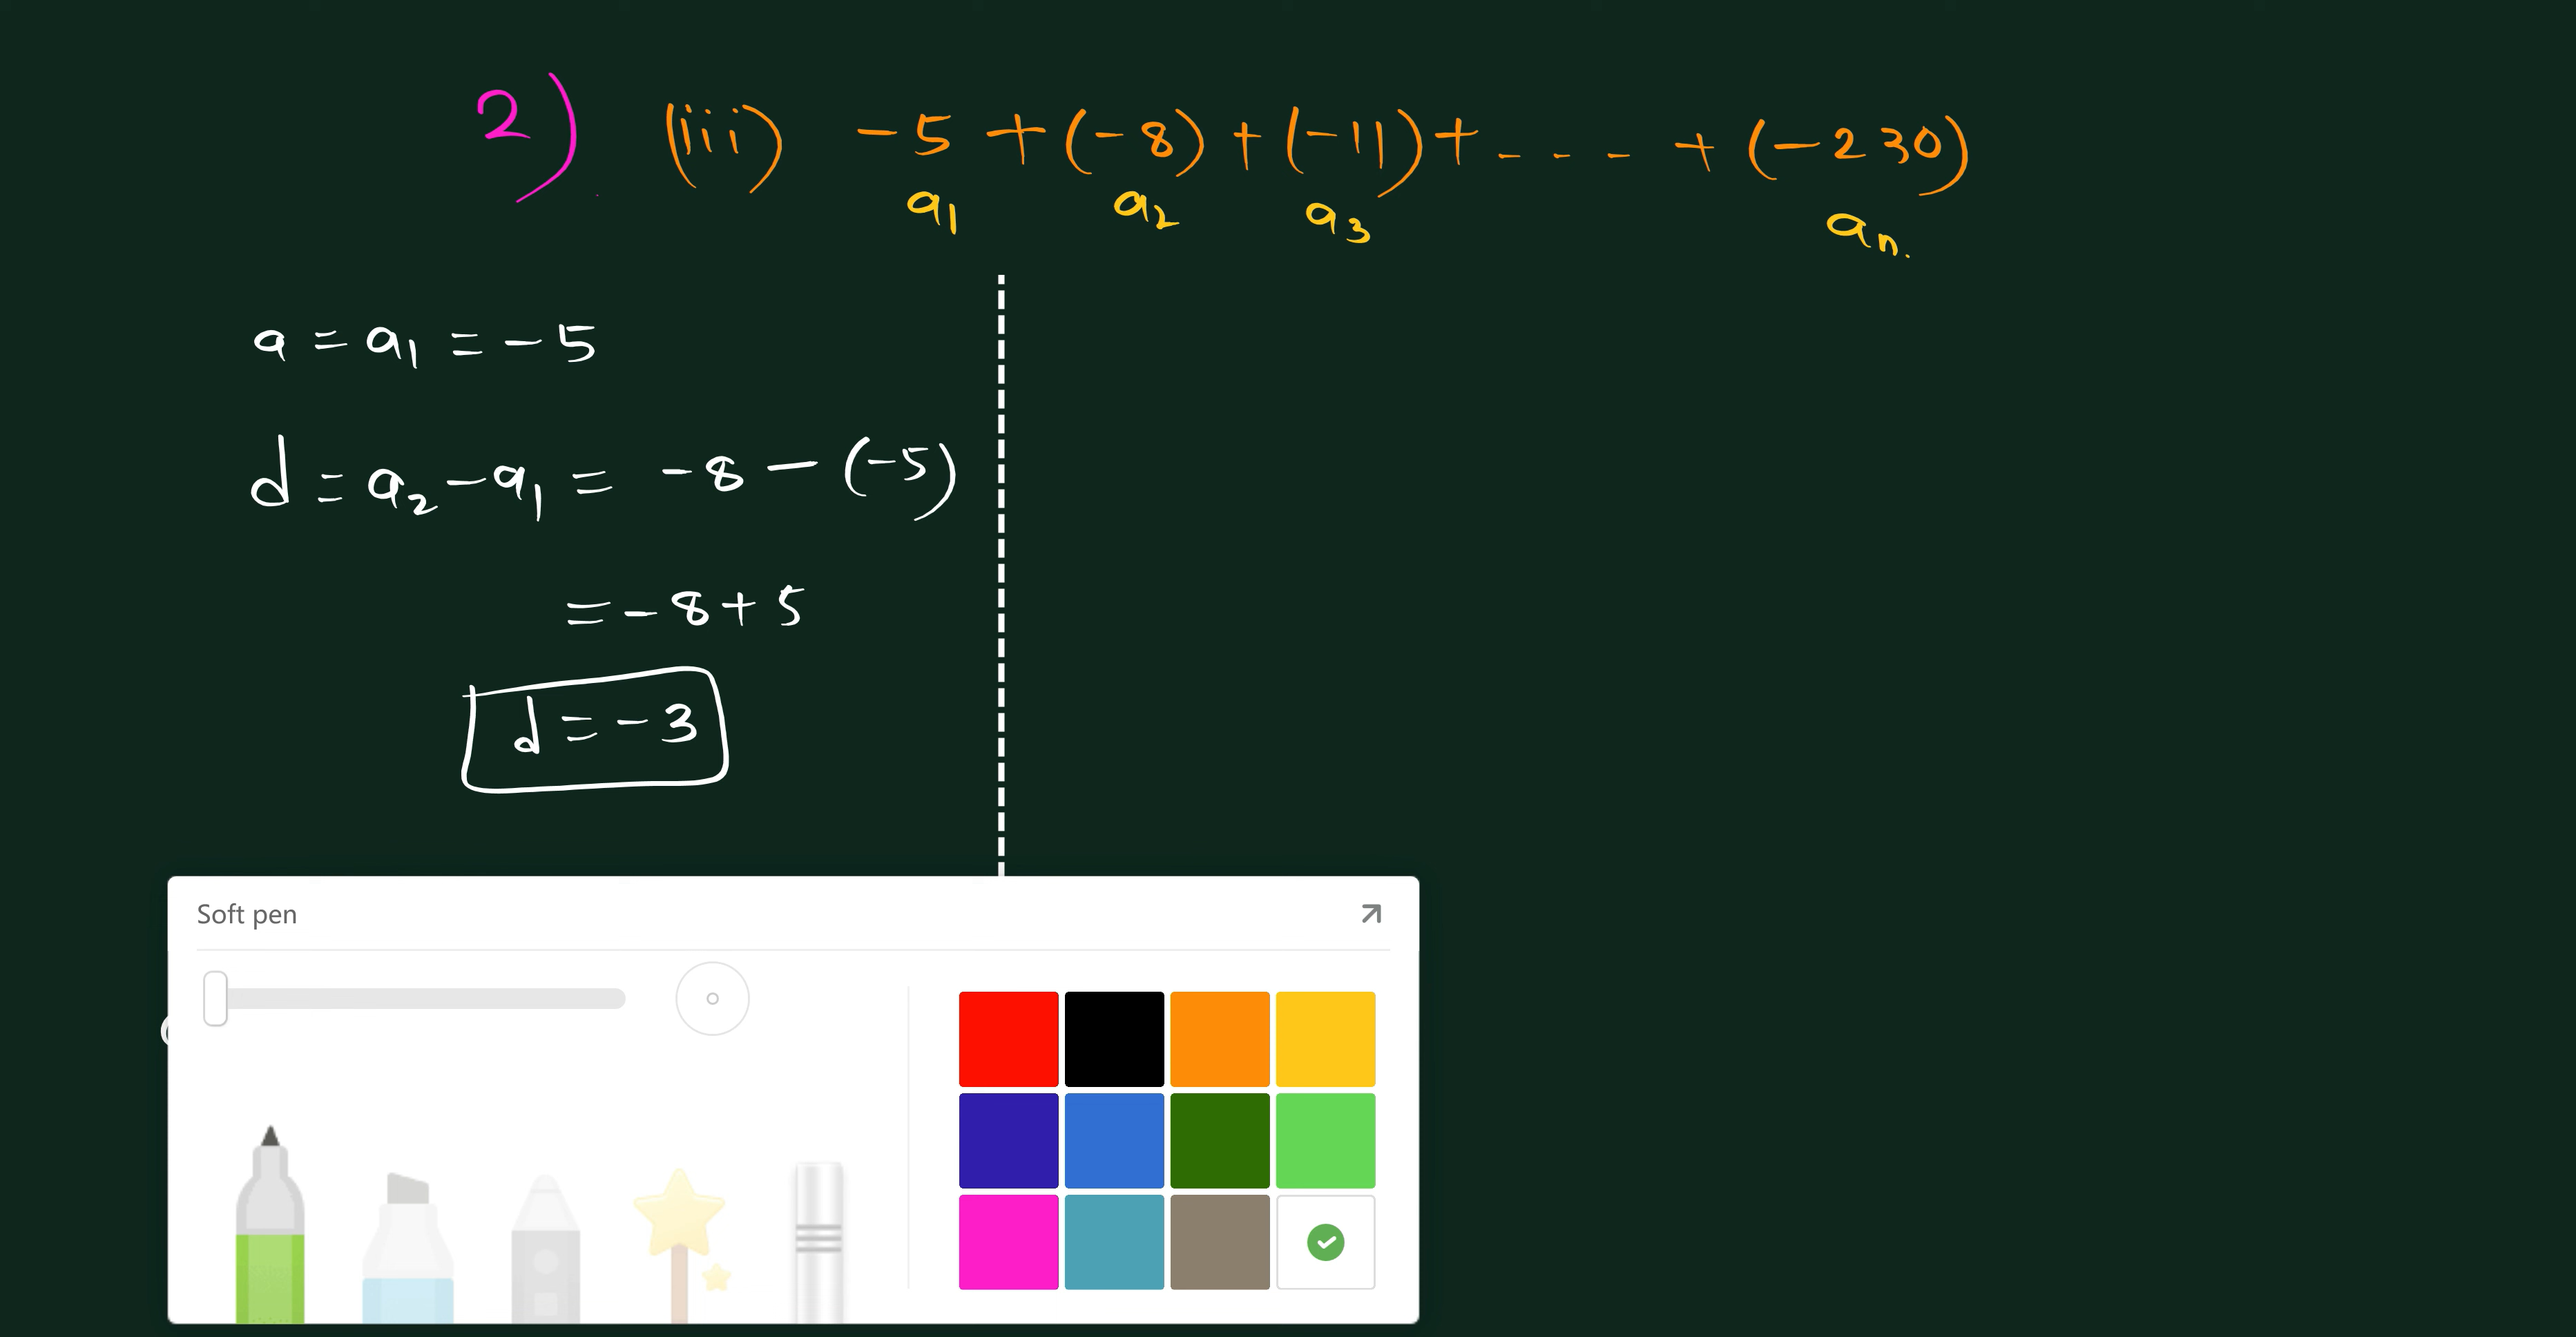 2) (iii) -5 + (-8) + (-11) + - - - + (-230)
a₁ a₂ a₃ aₙ.
a = a₁ = -5
d = a₂ - a₁ = -8 - (-5)
= -8 + 5
d = -3
Soft pen